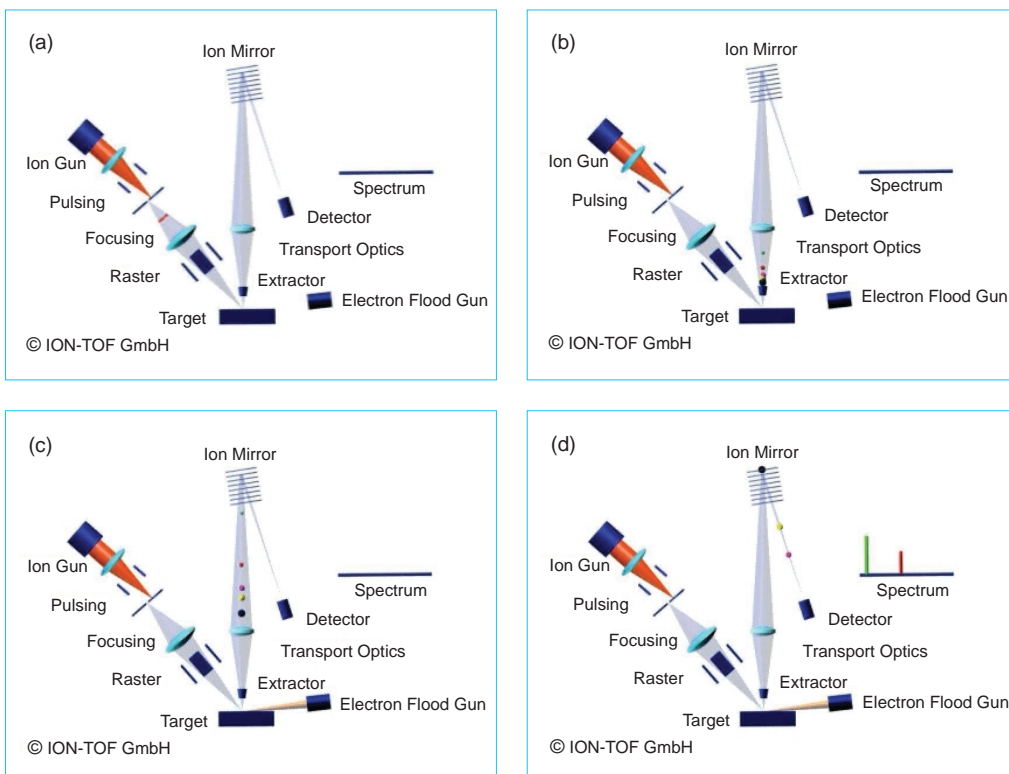 (a)
Ion Mirror
Ion Gun
Pulsing
Focusing
Raster
Target
Spectrum
Detector
Transport Optics
Extractor
Electron Flood Gun
© ION-TOF GmbH
(b)
Ion Mirror
Ion Gun
Pulsing
Focusing
Raster
Target
Spectrum
Detector
Transport Optics
Extractor
Electron Flood Gun
© ION-TOF GmbH
(c)
Ion Mirror
Ion Gun
Pulsing
Focusing
Raster
Target
Spectrum
Detector
Transport Optics
Extractor
Electron Flood Gun
© ION-TOF GmbH
(d)
Ion Mirror
Ion Gun
Pulsing
Focusing
Raster
Target
Spectrum
Detector
Transport Optics
Extractor
Electron Flood Gun
© ION-TOF GmbH